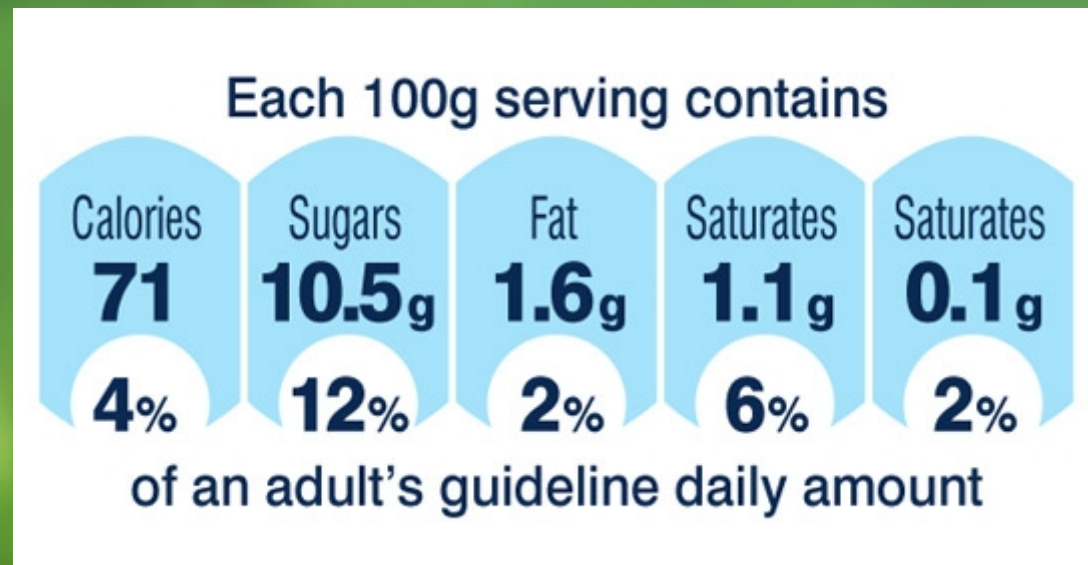 Each 100g serving contains
Calories Sugars Fat Saturates Saturates
71 10.5g 1.6g 1.1g 0.1g
4% 12% 2% 6% 2%
of an adult's guideline daily amount